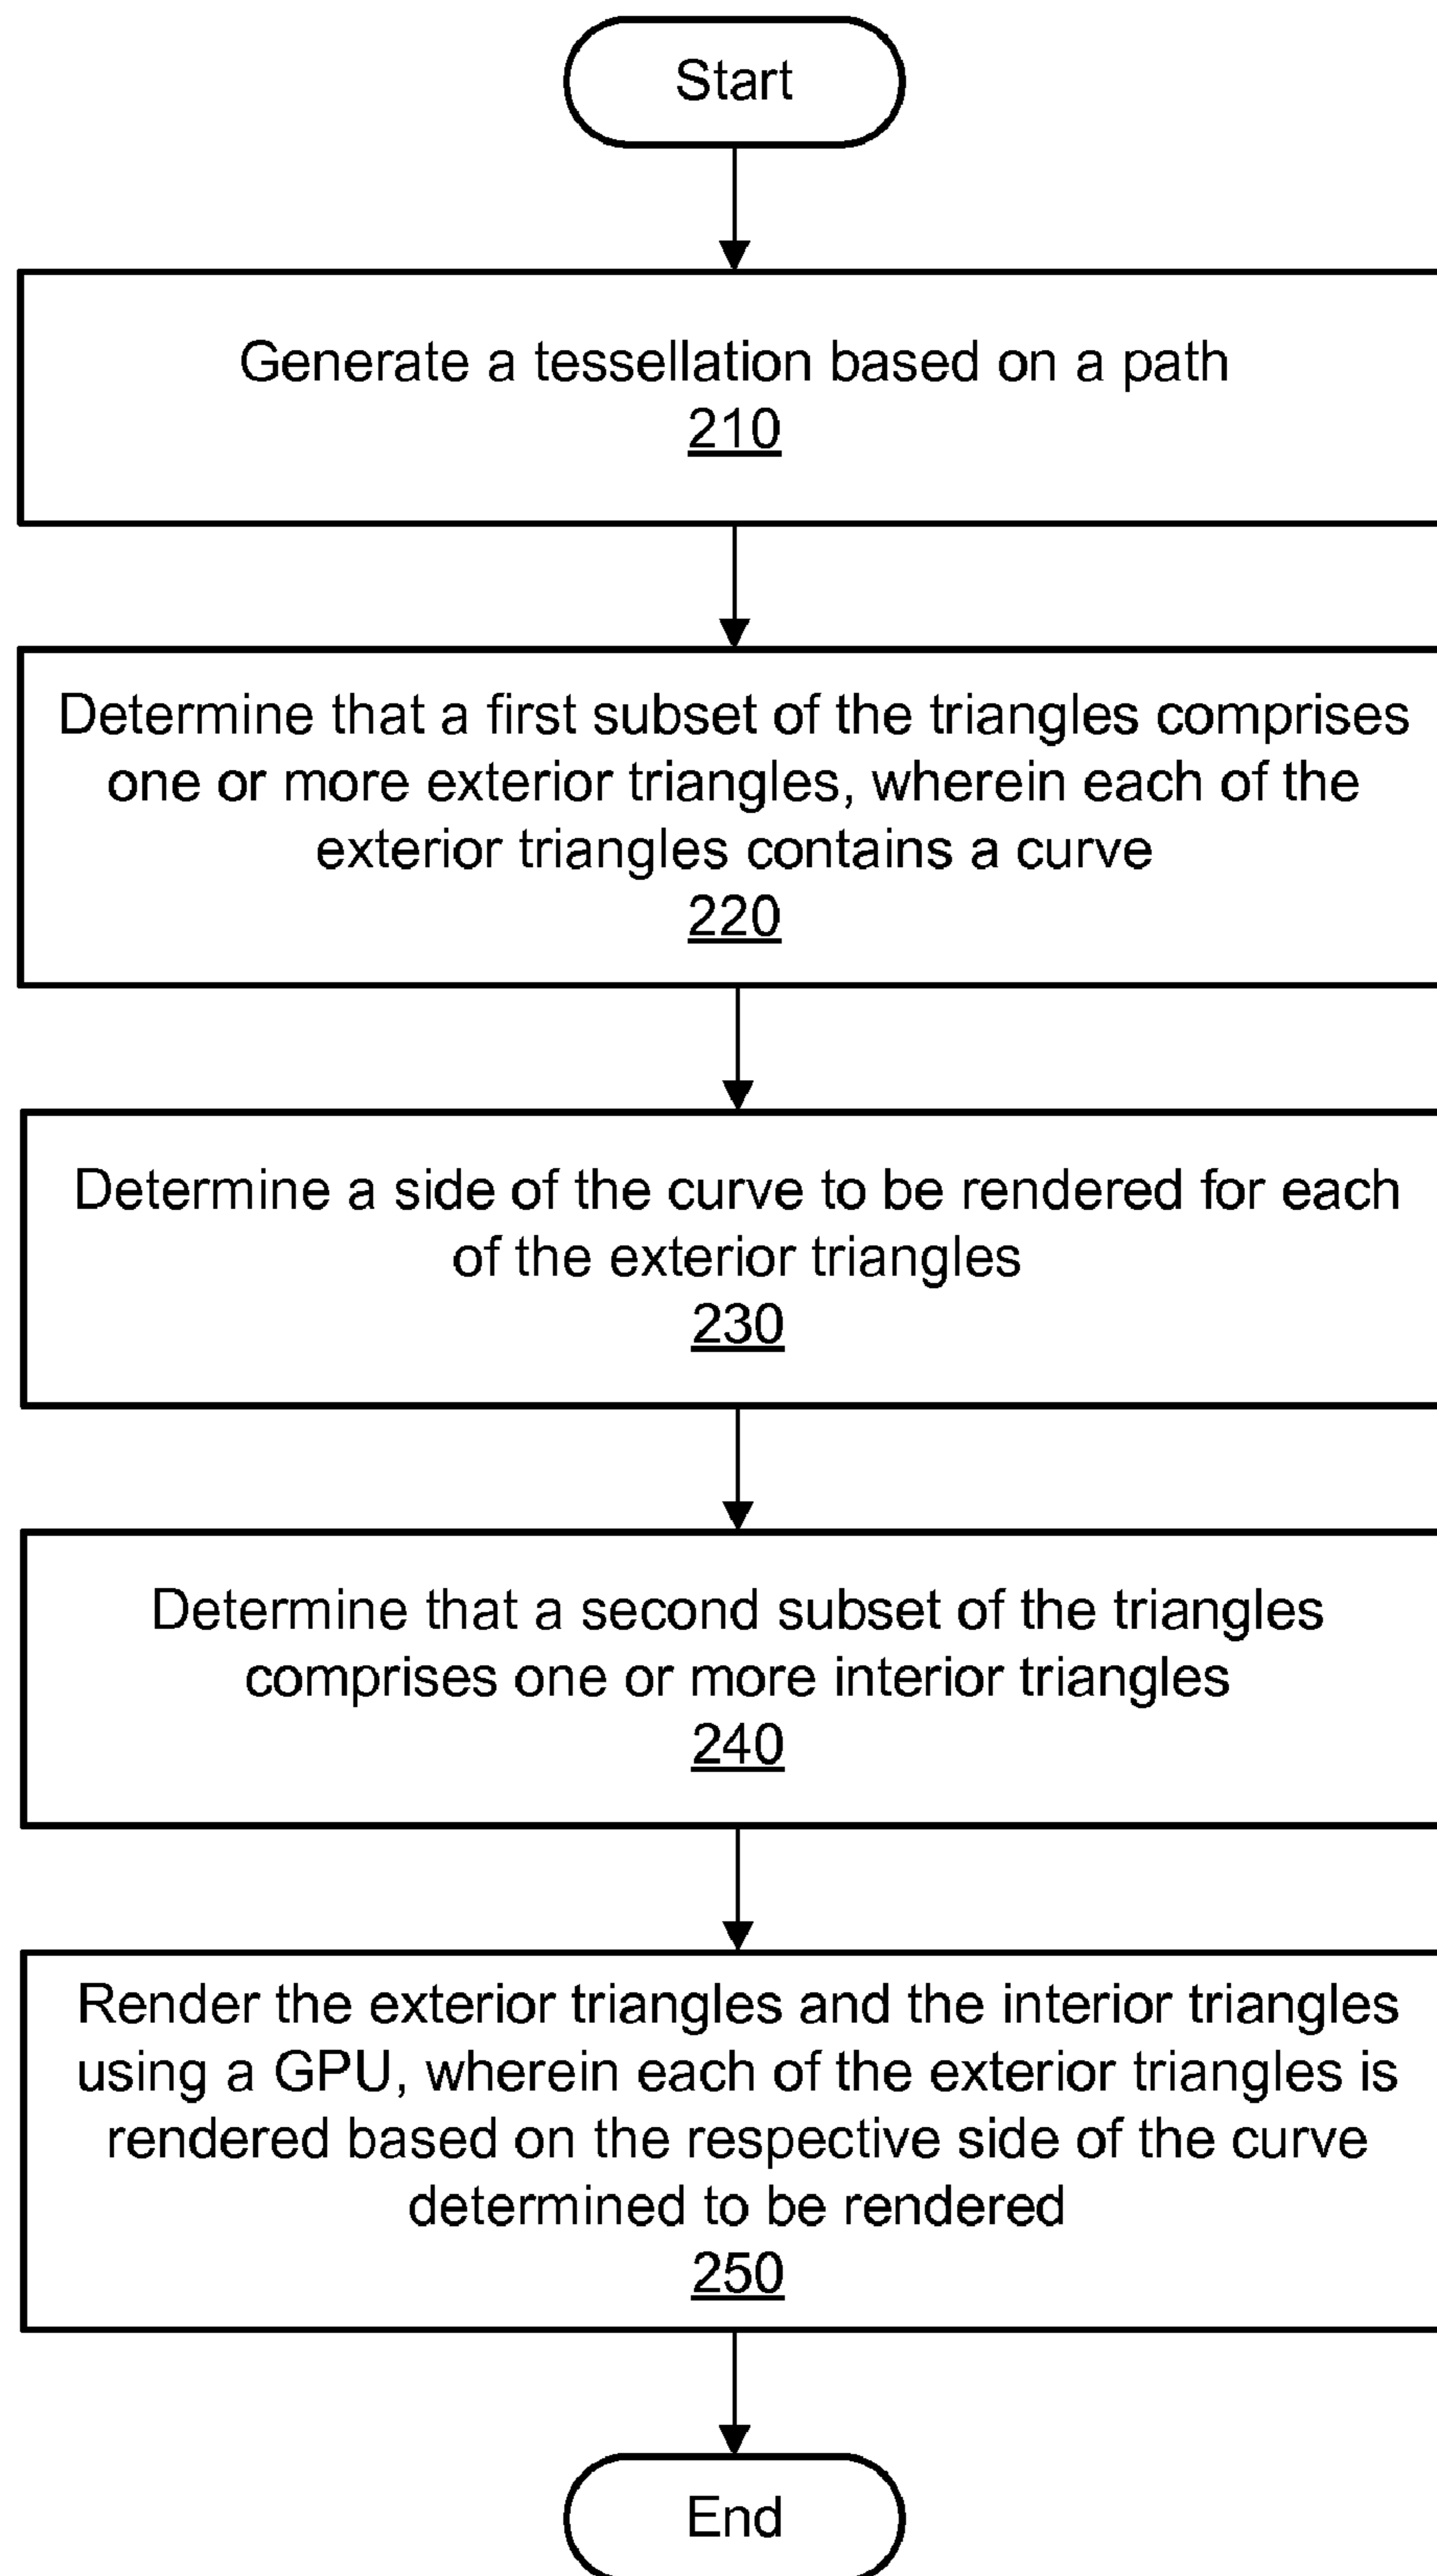 Start
Generate a tessellation based on a path
210
Determine that a first subset of the triangles comprises
one or more exterior triangles, wherein each of the
exterior triangles contains a curve
220
Determine a side of the curve to be rendered for each
of the exterior triangles
230
Determine that a second subset of the triangles
comprises one or more interior triangles
240
Render the exterior triangles and the interior triangles
using a GPU, wherein each of the exterior triangles is
rendered based on the respective side of the curve
determined to be rendered
250
End